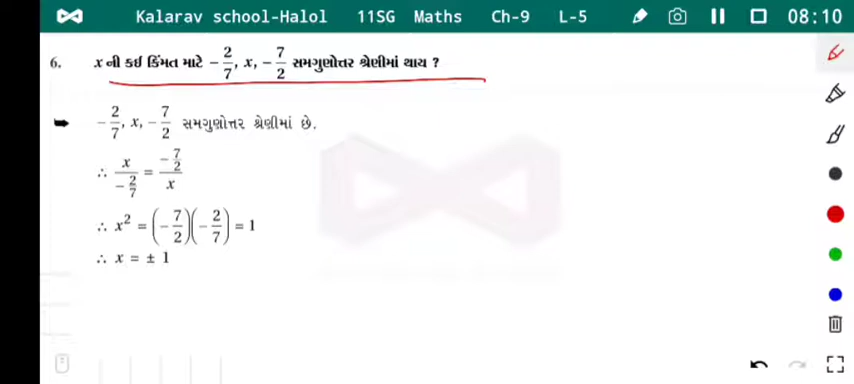 Kalarav school-Halol 11SG Maths Ch-9 L-5 08:10
6. x ની કઈ કિંમત માટે -2/7, x, -7/2 સમગુણોત્તર શ્રેણીમાં થાય ?
➡ -2/7, x, -7/2 સમગુણોત્તર શ્રેણીમાં છે.
∴ x/(-2/7) = (-7/2)/x
∴ x² = (-7/2)(-2/7) = 1
∴ x = ± 1